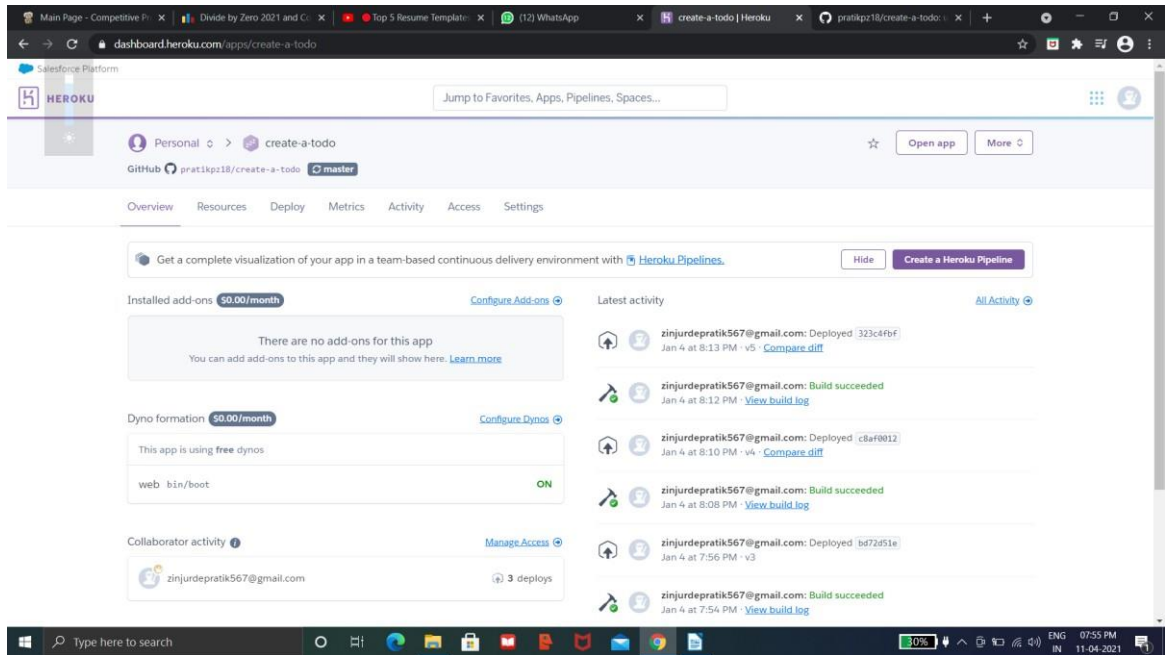 Main Page - Competitive Pr
Divide by Zero 2021 and Co
Top 5 Resume Template
(12) WhatsApp
create-a-todo | Heroku
pratikpz18/create-a-todo:
dashboard.heroku.com/apps/create-a-todo
Salesforce Platform
HEROKU
Jump to Favorites, Apps, Pipelines, Spaces...
Personal > create-a-todo
Open app
More
GitHub pratikpz18/create-a-todo master
Overview Resources Deploy Metrics Activity Access Settings
Get a complete visualization of your app in a team-based continuous delivery environment with Heroku Pipelines.
Hide
Create a Heroku Pipeline
Installed add-ons $0.00/month
Configure Add-ons
There are no add-ons for this app
You can add add-ons to this app and they will show here. Learn more
Dyno formation $0.00/month
Configure Dynos
This app is using free dynos
web bin/boot
ON
Collaborator activity
Manage Access
zinjurdepratik567@gmail.com
3 deploys
Latest activity
All Activity
zinjurdepratik567@gmail.com: Deployed 323c4fbf
Jan 4 at 8:13 PM · v5 · Compare diff
zinjurdepratik567@gmail.com: Build succeeded
Jan 4 at 8:12 PM · View build log
zinjurdepratik567@gmail.com: Deployed c8af0012
Jan 4 at 8:10 PM · v4 · Compare diff
zinjurdepratik567@gmail.com: Build succeeded
Jan 4 at 8:08 PM · View build log
zinjurdepratik567@gmail.com: Deployed bd72d51e
Jan 4 at 7:56 PM · v3
zinjurdepratik567@gmail.com: Build succeeded
Jan 4 at 7:54 PM · View build log
Type here to search
30%
ENG
IN
07:55 PM
11-04-2021